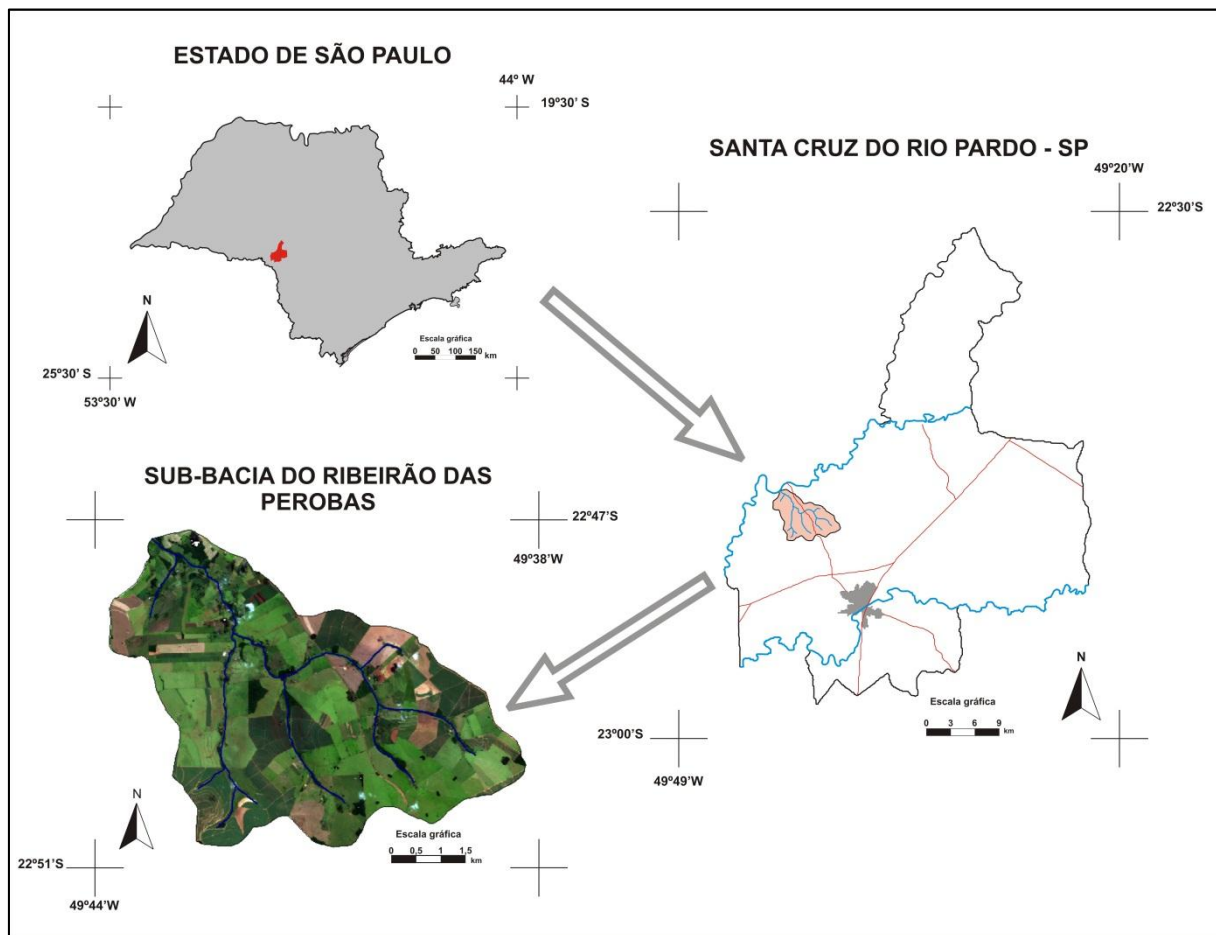 ESTADO DE SÃO PAULO
44º W
19º30' S
N
Escala gráfica
0 50 100 150 km
25º30' S
53º30' W
SANTA CRUZ DO RIO PARDO - SP
49º20'W
22º30'S
N
Escala gráfica
0 3 6 9
km
23º00'S
49º49'W
SUB-BACIA DO RIBEIRÃO DAS
PEROBAS
22º47'S
49º38'W
N
Escala gráfica
0 0,5 1 1,5
km
22º51'S
49º44'W